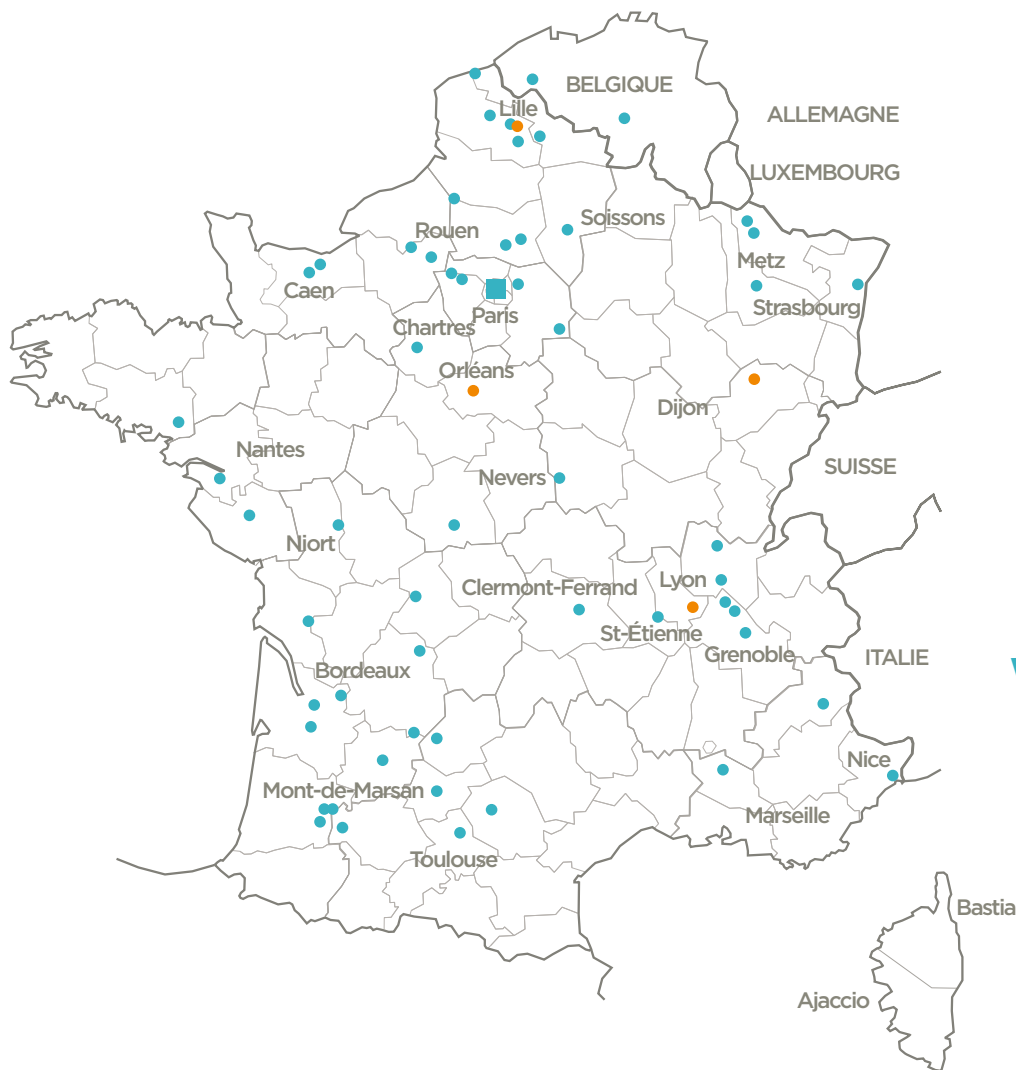 BELGIQUE
Lille
ALLEMAGNE
LUXEMBOURG
Soissons
Rouen
Metz
Caen
Strasbourg
Paris
Chartres
Orléans
Dijon
Nantes
SUISSE
Nevers
Niort
Lyon
Clermont-Ferrand
St-Étienne
Grenoble
ITALIE
Bordeaux
Nice
Mont-de-Marsan
Marseille
Toulouse
Bastia
Ajaccio